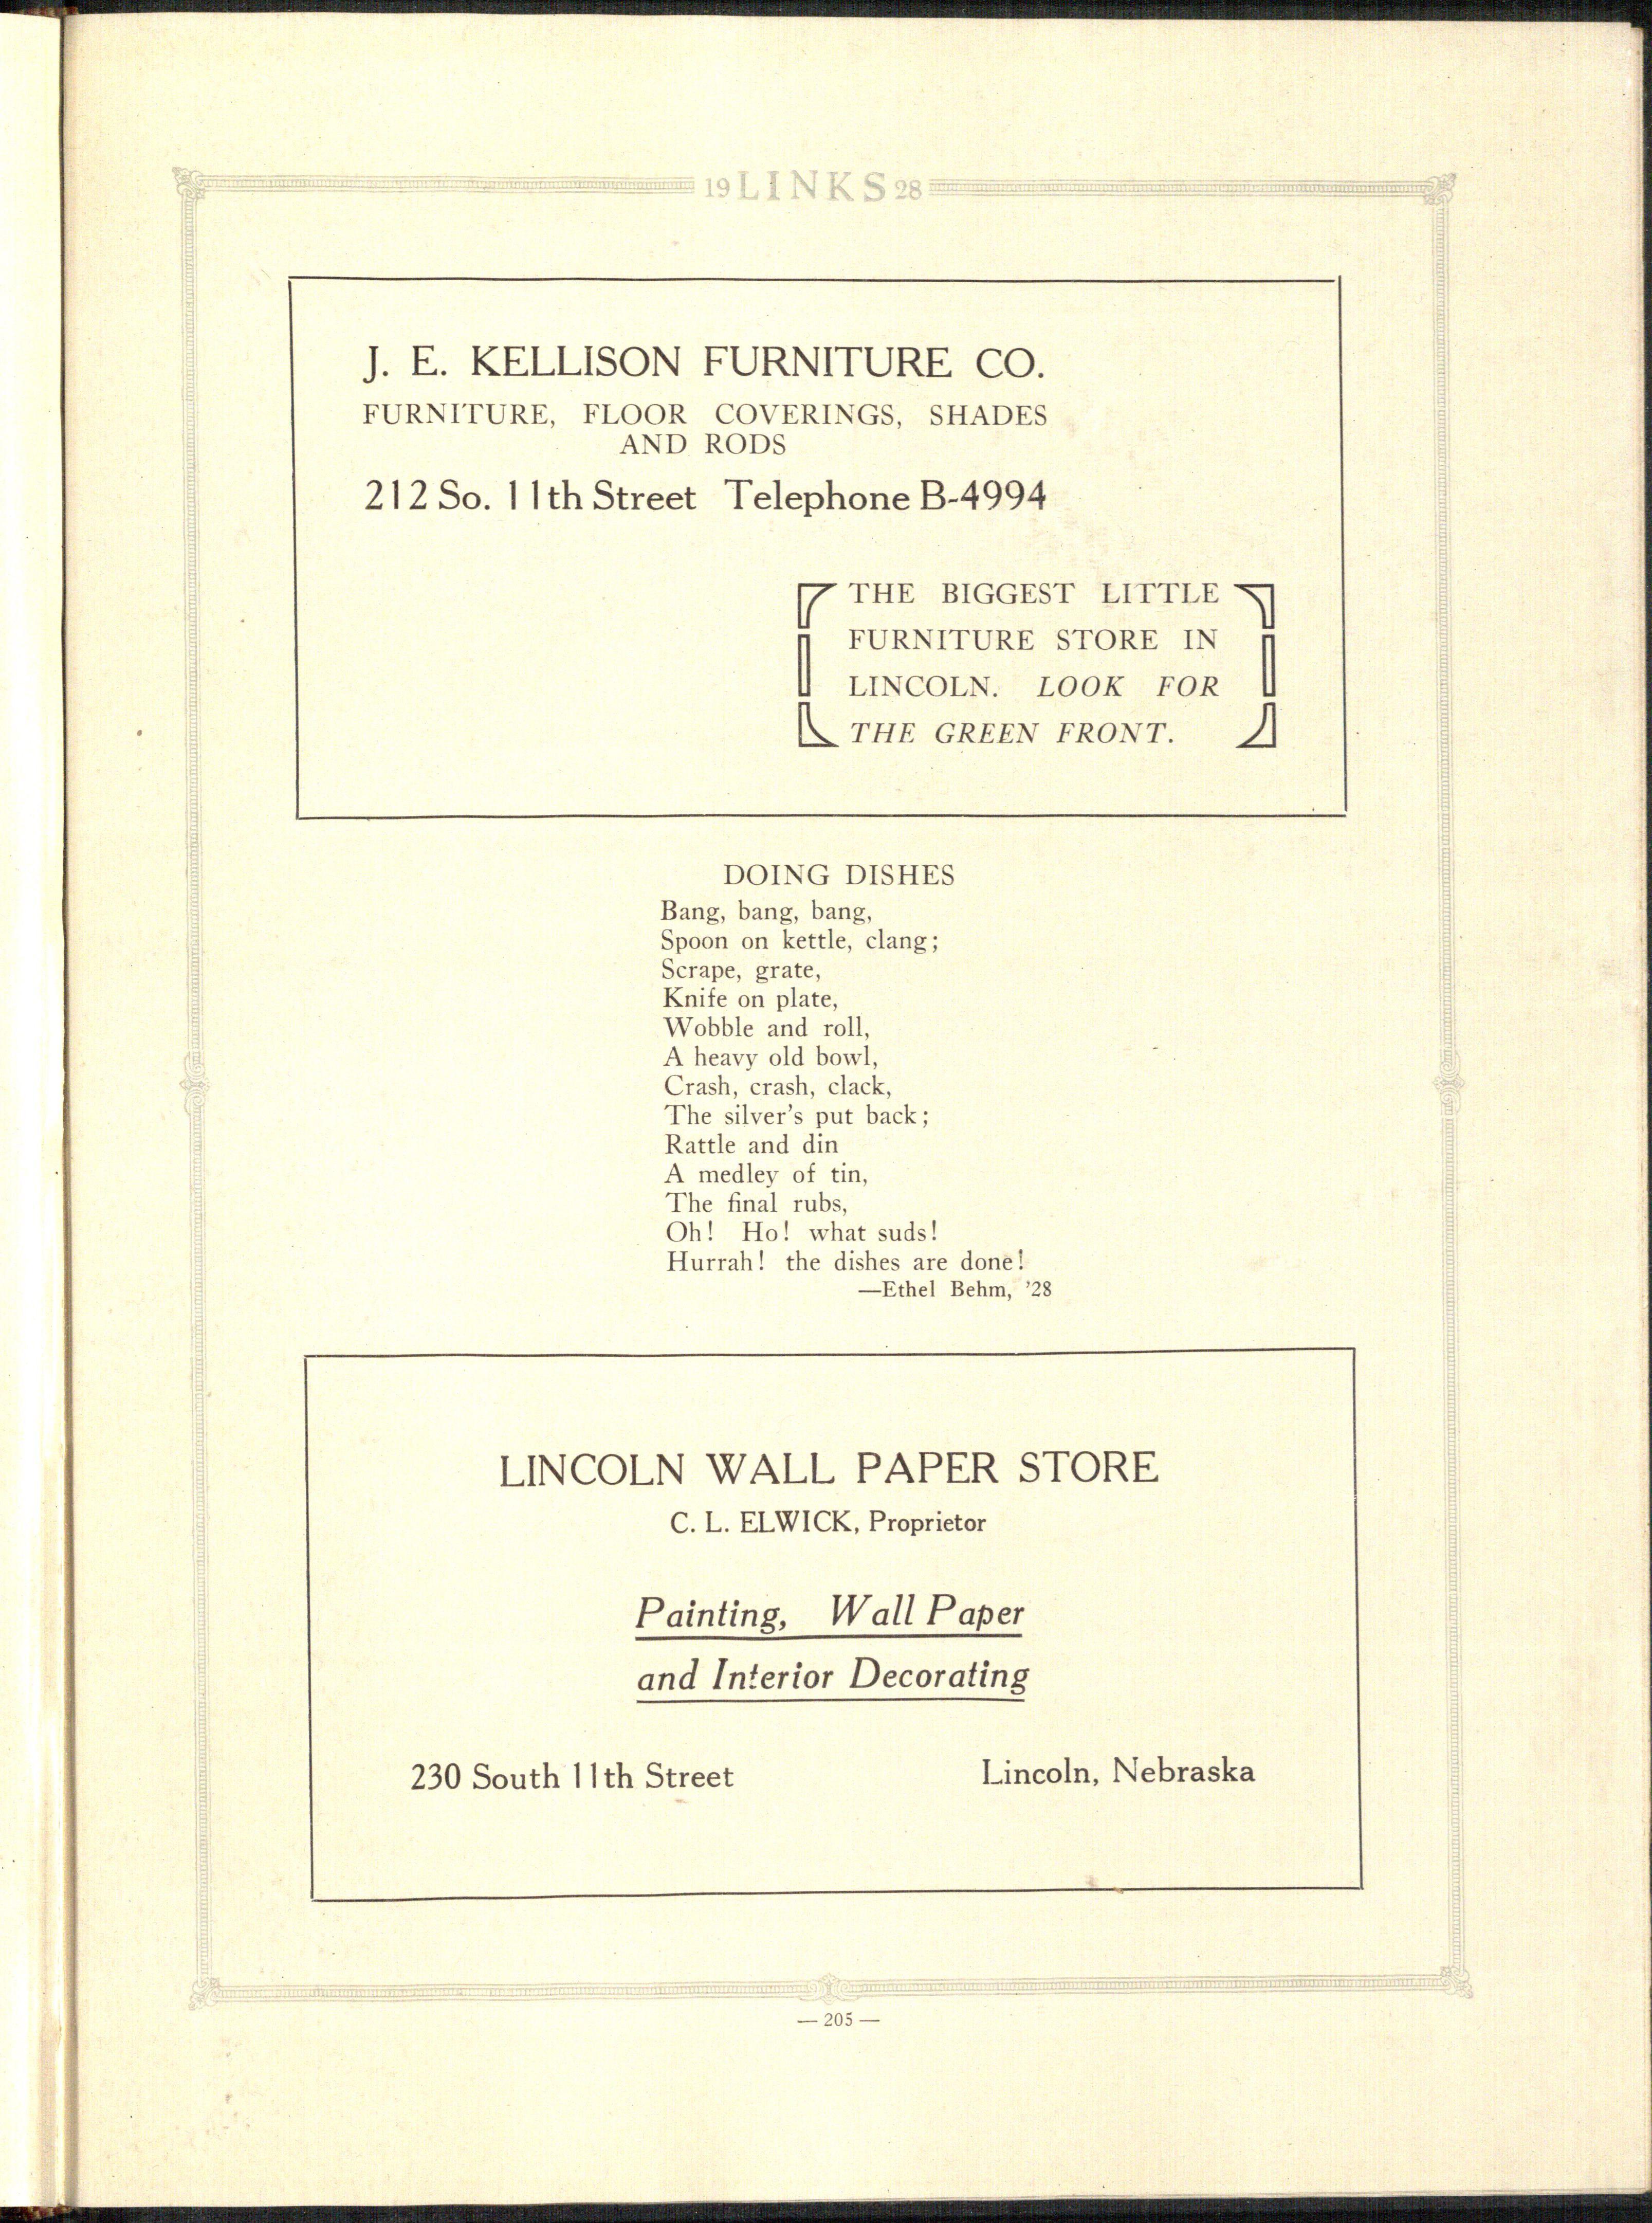 19 LINKS 28
J. E. KELLISON FURNITURE CO.
FURNITURE, FLOOR COVERINGS, SHADES
AND RODS
212 So. 11th Street Telephone B-4994
THE BIGGEST LITTLE
FURNITURE STORE IN
LINCOLN. LOOK FOR
THE GREEN FRONT.
DOING DISHES
Bang, bang, bang,
Spoon on kettle, clang;
Scrape, grate,
Knife on plate,
Wobble and roll,
A heavy old bowl,
Crash, crash, clack,
The silver's put back;
Rattle and din
A medley of tin,
The final rubs,
Oh! Ho! what suds!
Hurrah! the dishes are done!
—Ethel Behm, '28
LINCOLN WALL PAPER STORE
C. L. ELWICK, Proprietor
Painting, Wall Paper
and Interior Decorating
230 South 11th Street Lincoln, Nebraska
— 205 —